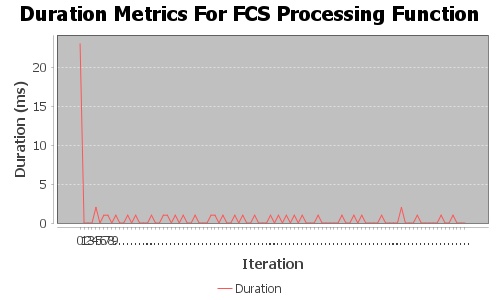 Duration Metrics For FCS Processing Function
Duration (ms)
20
15
10
5
0
Iteration
Duration